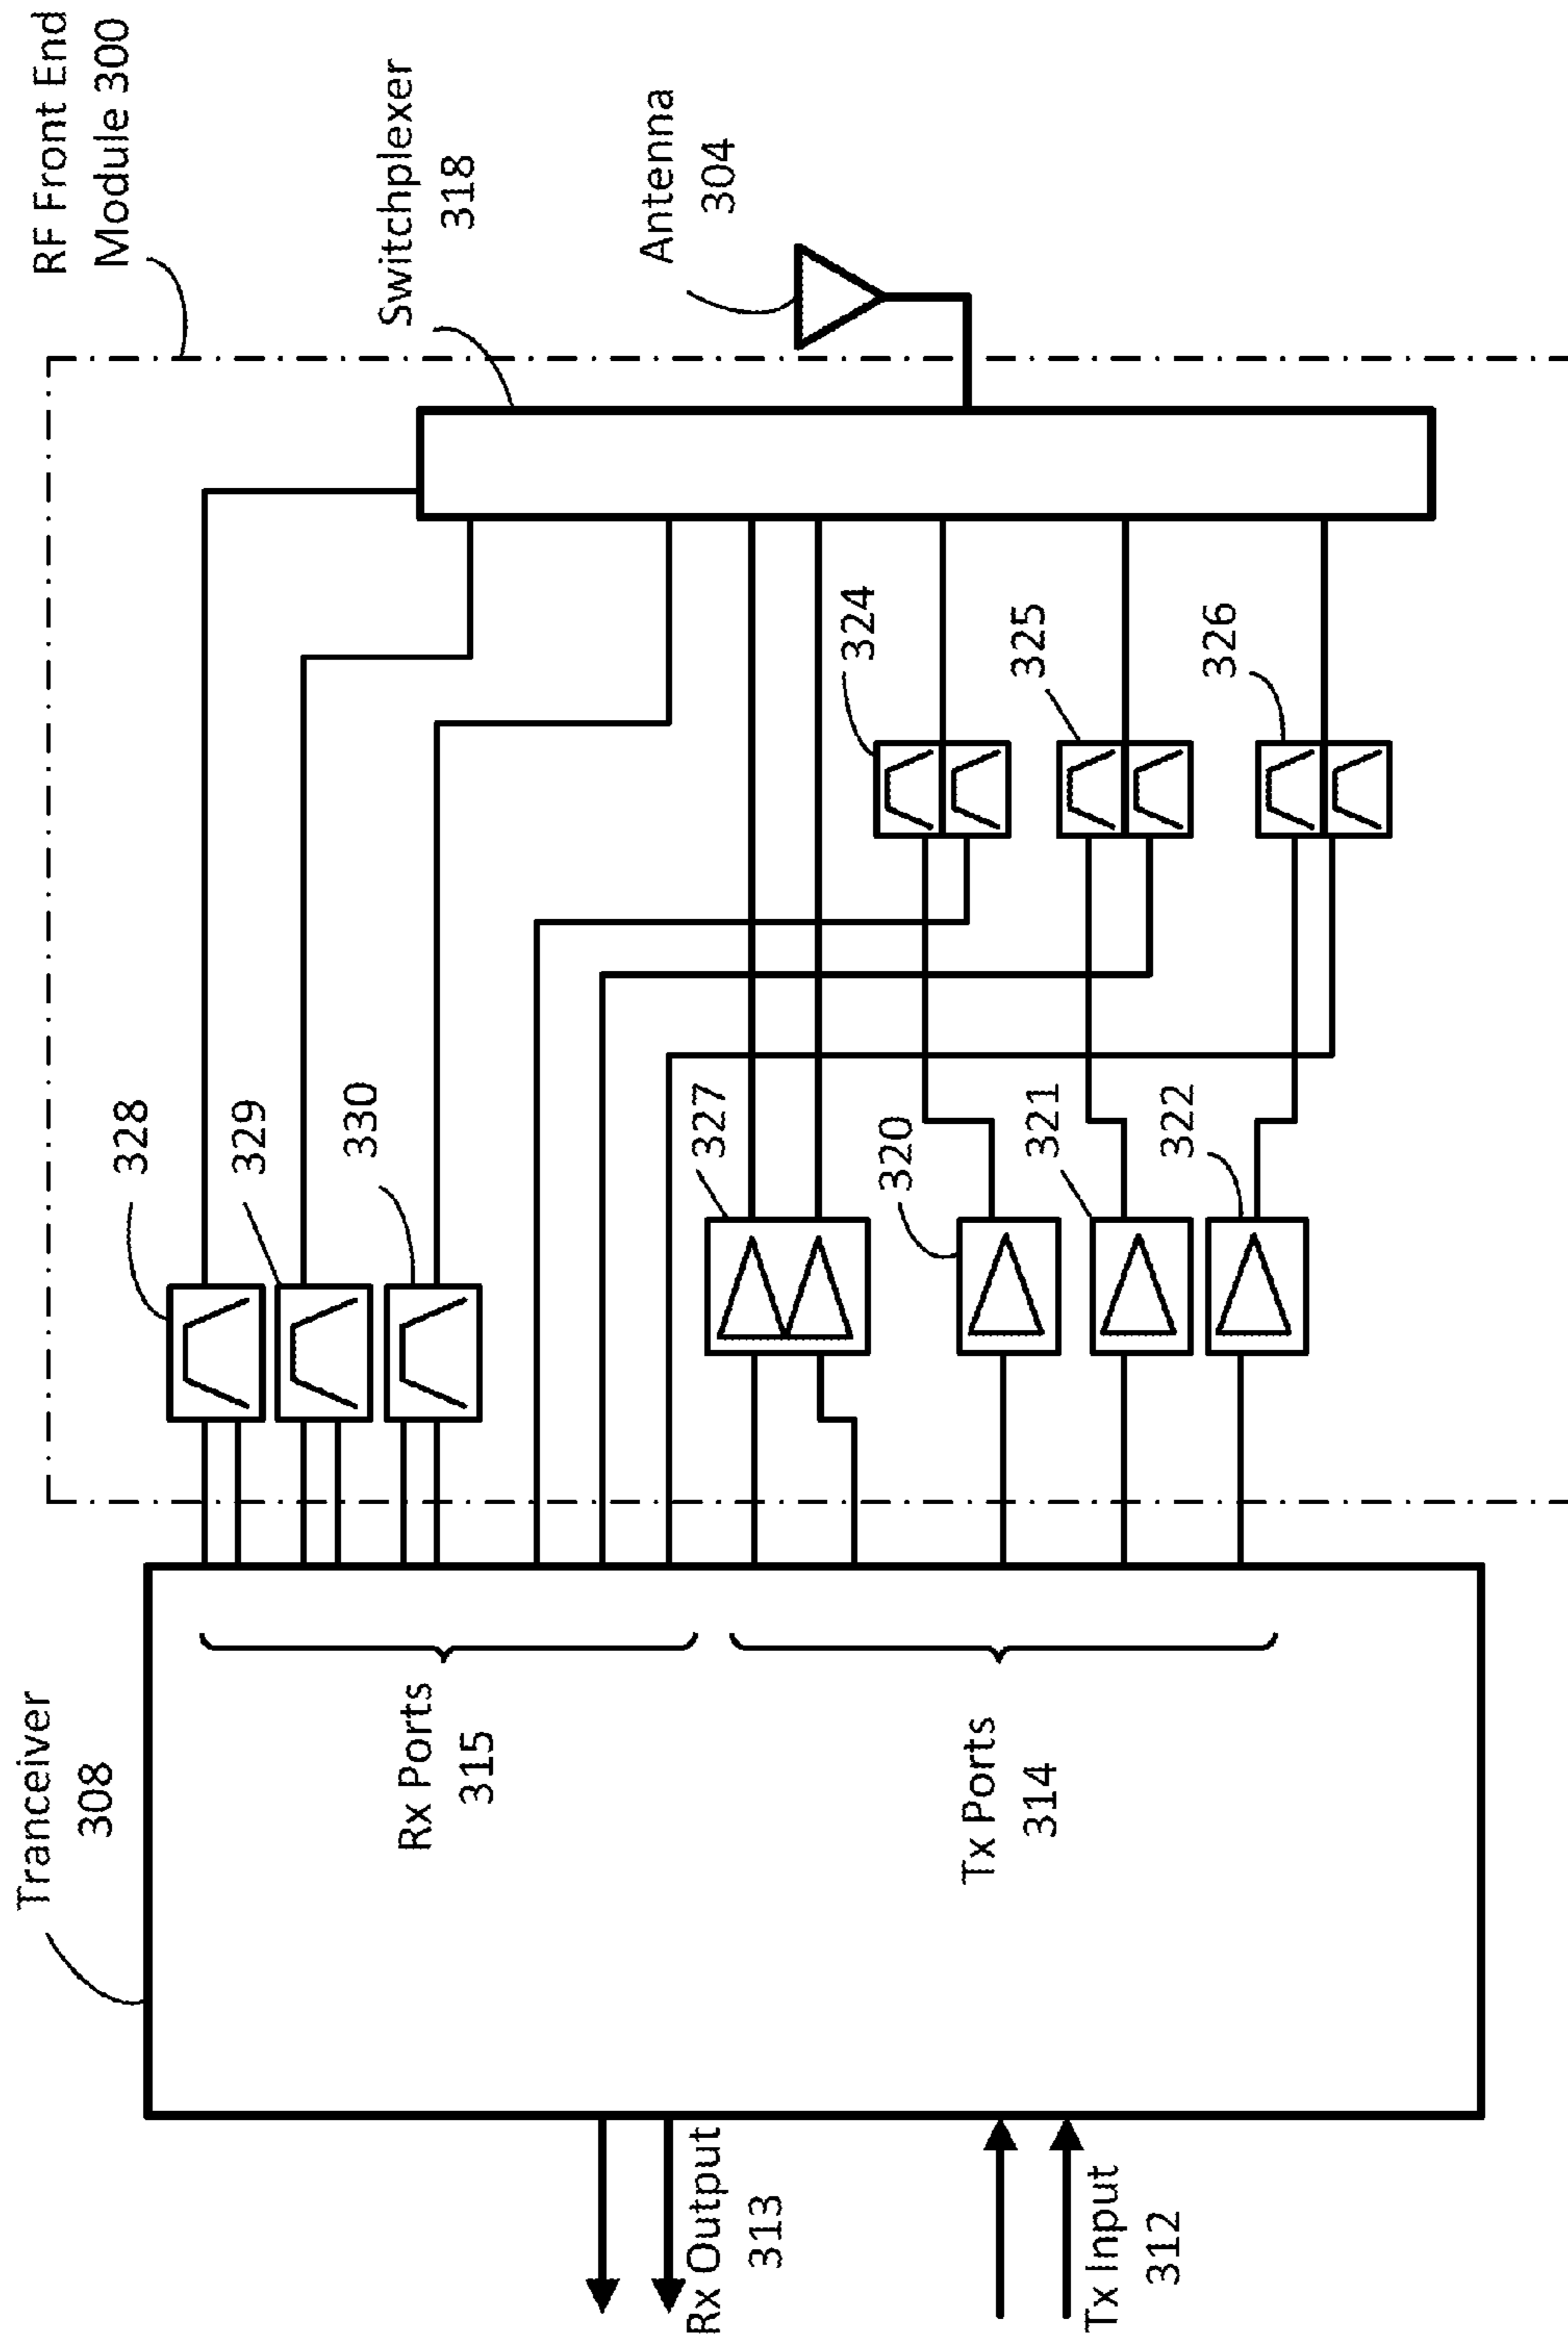 RF Front End
Module 300
Switchplexer
318
Antenna
304
328
329
330
324
325
326
327
320
321
322
Tranceiver
308
Rx Ports
315
Tx Ports
314
Rx Output
313
Tx Input
312